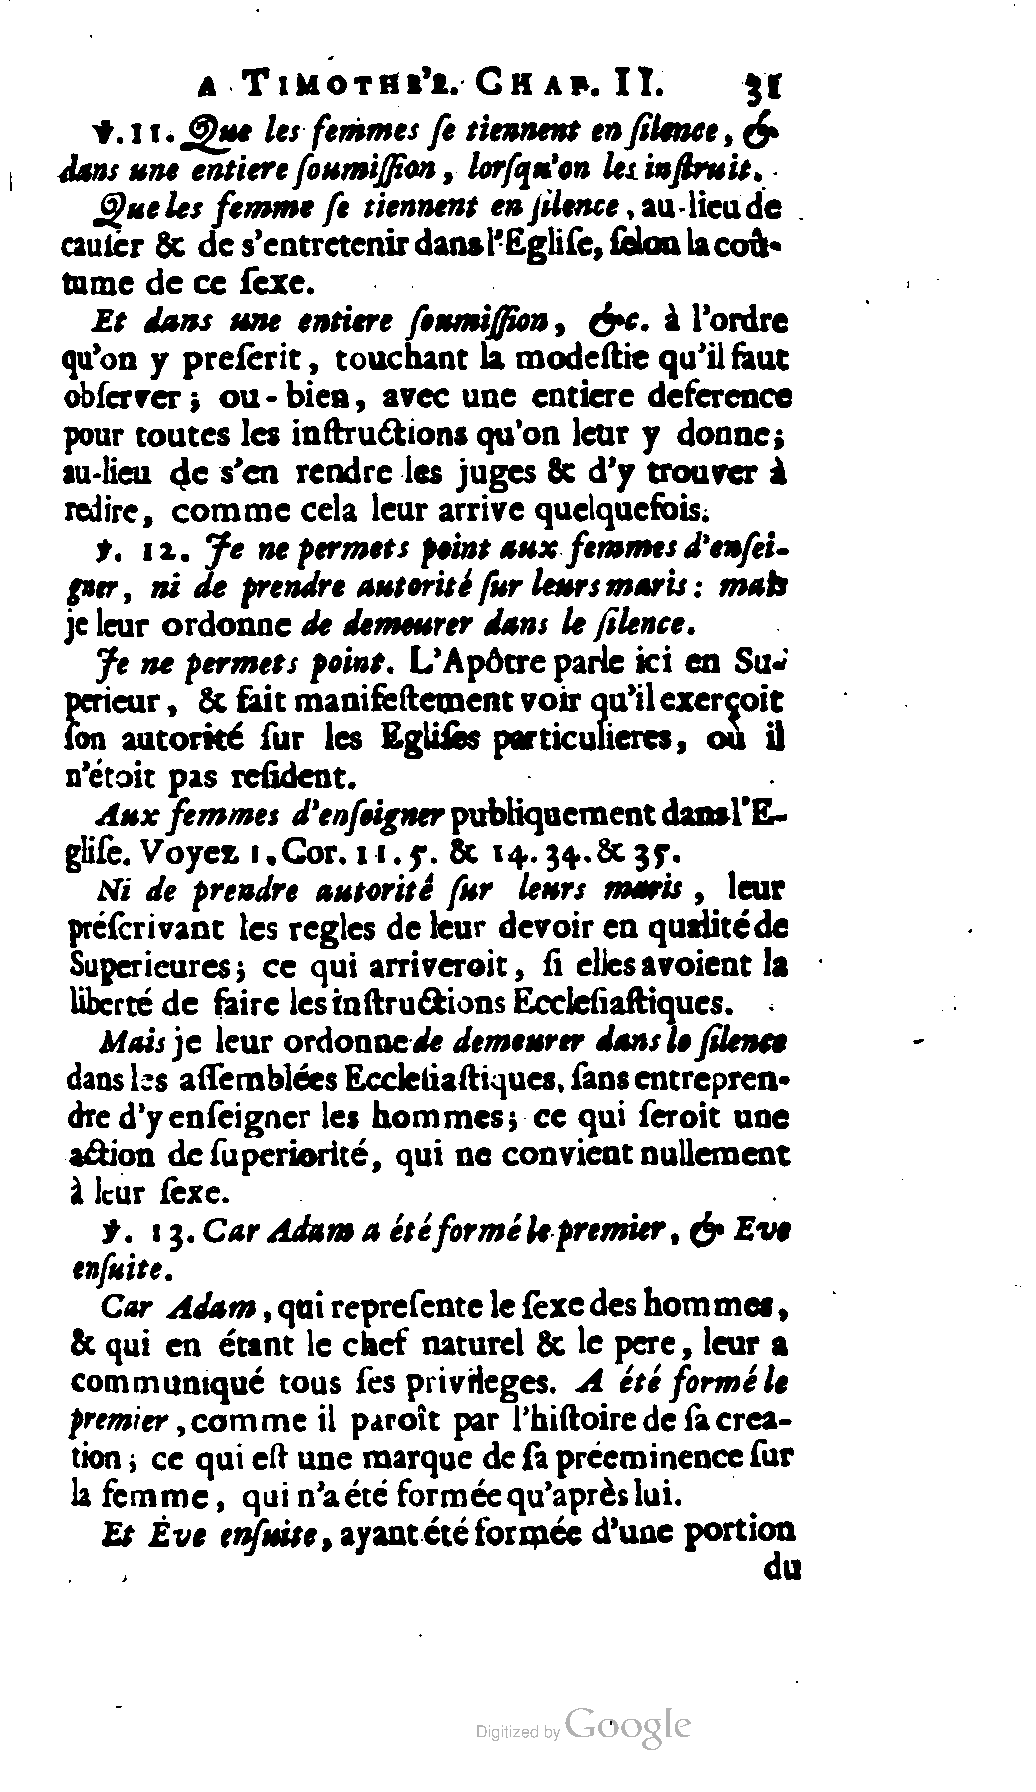 A TIMOTHE'E. CHAP. II. 31
℣. 11. Que les femmes ſe tiennent en ſilence, &
dans une entiere ſoumiſſion, lorſqu'on les inſtruit.
Que les femme ſe tiennent en ſilence, au-lieu de
cauſer & de s'entretenir dans l'Egliſe, ſelon la coû-
tume de ce ſexe.
Et dans une entiere ſoumiſſion, &c. à l'ordre
qu'on y preſcrit, touchant la modeſtie qu'il faut
obſerver; ou-bien, avec une entiere deference
pour toutes les inſtructions qu'on leur y donne;
au-lieu de s'en rendre les juges & d'y trouver à
redire, comme cela leur arrive quelquefois.
℣. 12. Je ne permets point aux femmes d'enſei-
gner, ni de prendre autorité ſur leurs maris: mais
je leur ordonne de demeurer dans le ſilence.
Je ne permets point. L'Apôtre parle ici en Su-
perieur, & fait manifeſtement voir qu'il exerçoit
ſon autorité ſur les Egliſes particulieres, où il
n'étoit pas reſident.
Aux femmes d'enſeigner publiquement dans l'E-
gliſe. Voyez 1. Cor. 11. 5. & 14. 34. & 35.
Ni de prendre autorité ſur leurs maris, leur
préſcrivant les regles de leur devoir en qualité de
Superieures; ce qui arriveroit, ſi elles avoient la
liberté de faire les inſtructions Eccleſiaſtiques.
Mais je leur ordonne de demeurer dans le ſilence
dans les aſſemblées Eccleſiaſtiques, ſans entrepren-
dre d'y enſeigner les hommes; ce qui ſeroit une
action de ſuperiorité, qui ne convient nullement
à leur ſexe.
℣. 13. Car Adam a été formé le premier, & Eve
enſuite.
Car Adam, qui repreſente le ſexe des hommes,
& qui en étant le chef naturel & le pere, leur a
communiqué tous ſes privileges. A été formé le
premier, comme il paroît par l'hiſtoire de ſa crea-
tion; ce qui eſt une marque de ſa préeminence ſur
la femme, qui n'a été formée qu'après lui.
Et Eve enſuite, ayant été formée d'une portion
du
Digitized by Google